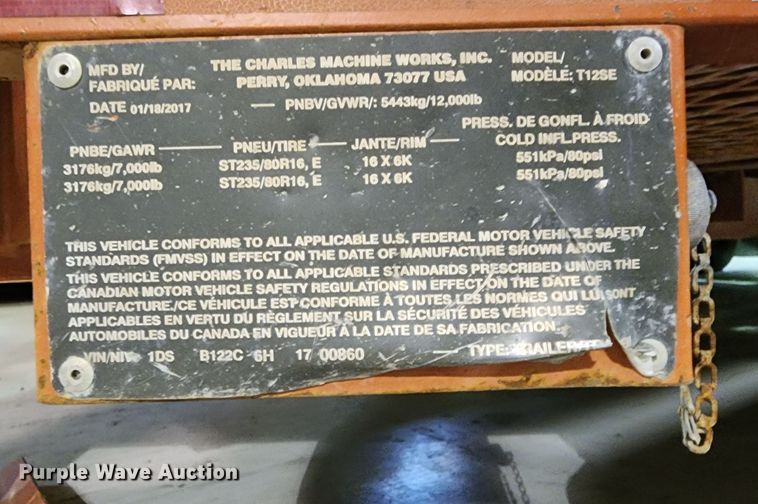 MFD BY/ THE CHARLES MACHINE WORKS, INC. MODEL/
FABRIQUÉ PAR: PERRY, OKLAHOMA 73077 USA MODÈLE: T12SE
DATE 01/18/2017 — PNBV/GVWR/: 5443kg/12,000lb
PRESS. DE GONFL. À FROID
PNBE/GAWR — PNEU/TIRE — JANTE/RIM — COLD INFL.PRESS.
3176kg/7,000lb ST235/80R16, E 16 X 6K 551kPa/80psi
3176kg/7,000lb ST235/80R16, E 16 X 6K 551kPa/80psi
THIS VEHICLE CONFORMS TO ALL APPLICABLE U.S. FEDERAL MOTOR VEHICLE SAFETY
STANDARDS (FMVSS) IN EFFECT ON THE DATE OF MANUFACTURE SHOWN ABOVE.
THIS VEHICLE CONFORMS TO ALL APPLICABLE STANDARDS PRESCRIBED UNDER THE
CANADIAN MOTOR VEHICLE SAFETY REGULATIONS IN EFFECT ON THE DATE OF
MANUFACTURE./CE VÉHICULE EST CONFORME À TOUTES LES NORMES QUI LUI SONT
APPLICABLES EN VERTU DU RÈGLEMENT SUR LA SÉCURITÉ DES VÉHICULES
AUTOMOBILES DU CANADA EN VIGUEUR À LA DATE DE SA FABRICATION.
VIN/NIV 1DS B122C 6H 17 00860 — TYPE:
Purple Wave Auction